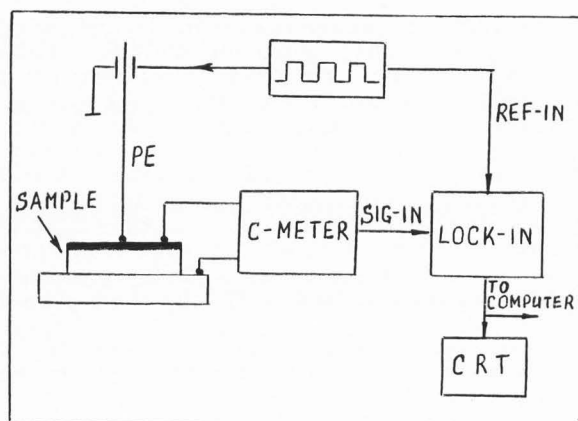 REF-IN
PE
SAMPLE
C-METER
SIG-IN
LOCK-IN
TO
COMPUTER
CRT